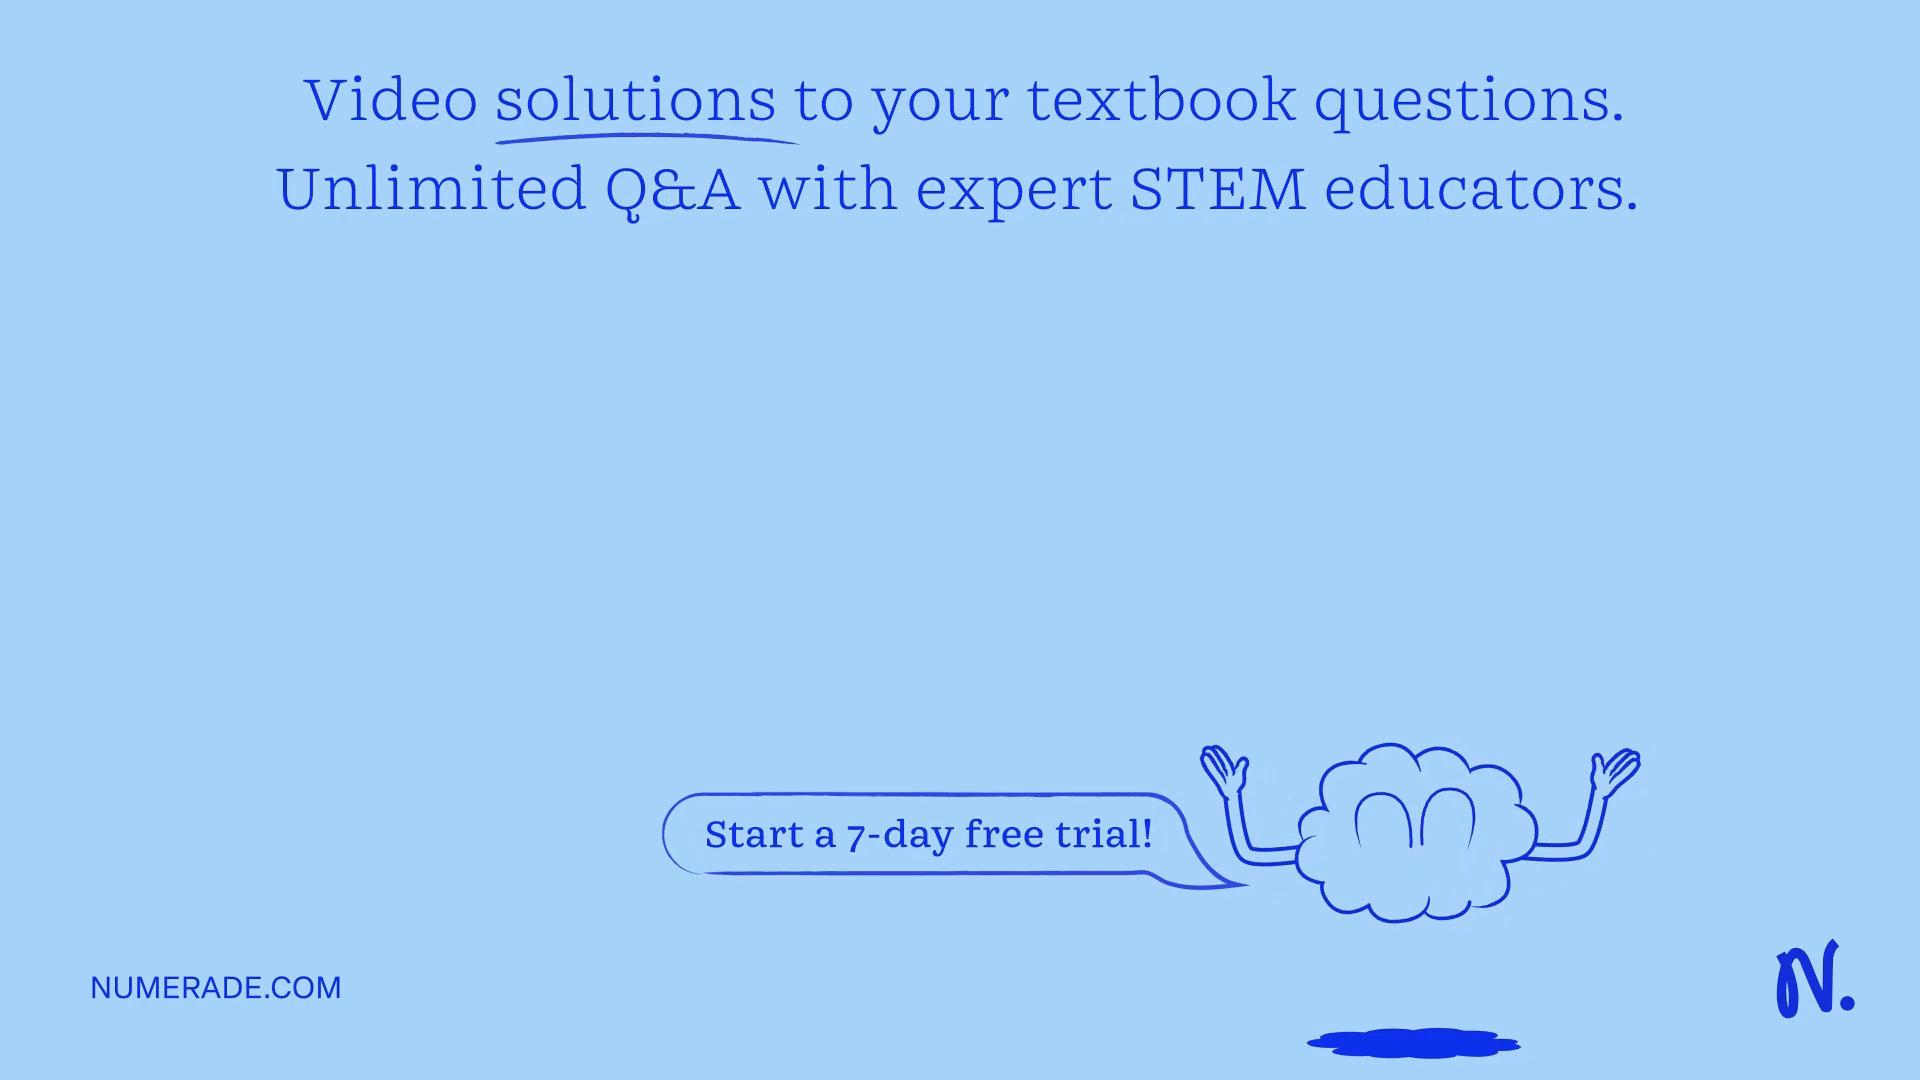 Video solutions to your textbook questions.
Unlimited Q&A with expert STEM educators.
Start a 7-day free trial!
NUMERADE.COM
N.